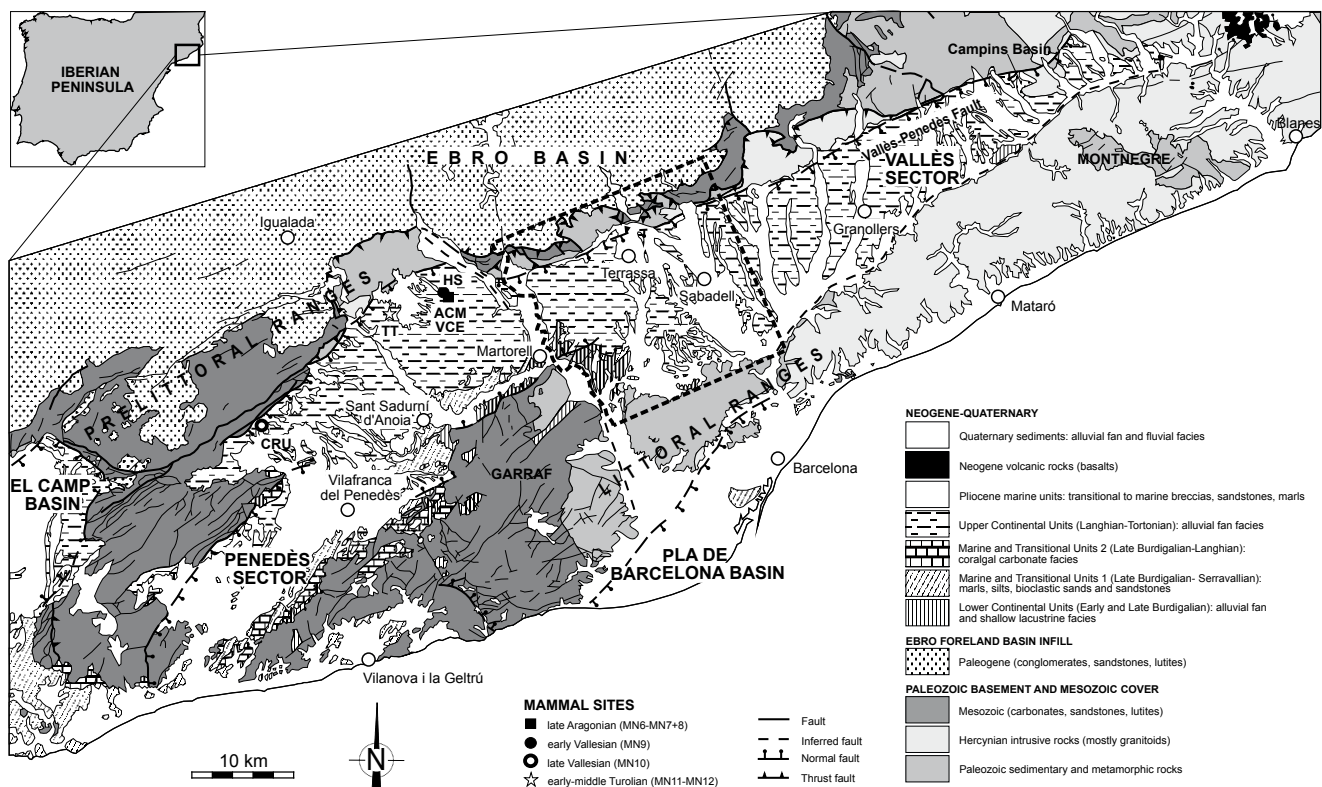 IBERIAN
PENINSULA
Campins Basin
Blanes
Vallès-Penedès Fault
EBRO BASIN
VALLÈS
SECTOR
MONTNEGRE
Igualada
Granollers
Terrassa
Sabadell
Mataró
HS
ACM
VCE
TT
PRE-LITTORAL RANGES
Martorell
LITTORAL RANGES
Sant Sadurní
d'Anoia
CRU
GARRAF
Barcelona
EL CAMP
BASIN
Vilafranca
del Penedès
PENEDÈS
SECTOR
PLA DE
BARCELONA BASIN
Vilanova i la Geltrú
10 km
N
MAMMAL SITES
late Aragonian (MN6-MN7+8)
early Vallesian (MN9)
late Vallesian (MN10)
early-middle Turolian (MN11-MN12)
Fault
Inferred fault
Normal fault
Thrust fault
NEOGENE-QUATERNARY
Quaternary sediments: alluvial fan and fluvial facies
Neogene volcanic rocks (basalts)
Pliocene marine units: transitional to marine breccias, sandstones, marls
Upper Continental Units (Langhian-Tortonian): alluvial fan facies
Marine and Transitional Units 2 (Late Burdigalian-Langhian):
coralgal carbonate facies
Marine and Transitional Units 1 (Late Burdigalian- Serravallian):
marls, silts, bioclastic sands and sandstones
Lower Continental Units (Early and Late Burdigalian): alluvial fan
and shallow lacustrine facies
EBRO FORELAND BASIN INFILL
Paleogene (conglomerates, sandstones, lutites)
PALEOZOIC BASEMENT AND MESOZOIC COVER
Mesozoic (carbonates, sandstones, lutites)
Hercynian intrusive rocks (mostly granitoids)
Paleozoic sedimentary and metamorphic rocks